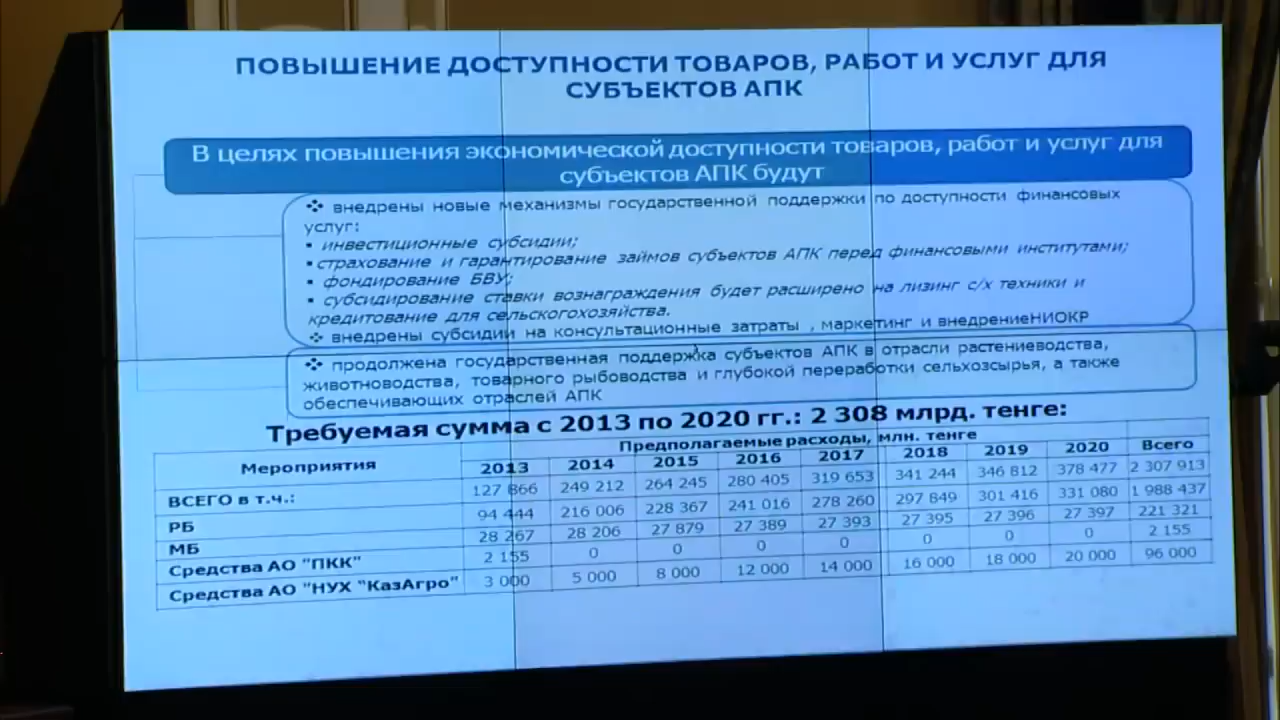 ПОВЫШЕНИЕ ДОСТУПНОСТИ ТОВАРОВ, РАБОТ И УСЛУГ ДЛЯ
СУБЪЕКТОВ АПК
В целях повышения экономической доступности товаров, работ и услуг для
субъектов АПК будут
❖ внедрены новые механизмы государственной поддержки по доступности финансовых
услуг:
▪ инвестиционные субсидии;
▪ страхование и гарантирование займов субъектов АПК перед финансовыми институтами;
▪ фондирование БВУ;
▪ субсидирование ставки вознаграждения будет расширено на лизинг с/х техники и
кредитование для сельскогохозяйства.
❖ внедрены субсидии на консультационные затраты , маркетинг и внедрениеНИОКР
❖ продолжена государственная поддержка субъектов АПК в отрасли растениеводства,
животноводства, товарного рыбоводства и глубокой переработки сельхозсырья, а также
обеспечивающих отраслей АПК
Требуемая сумма с 2013 по 2020 гг.: 2 308 млрд. тенге:
Мероприятия Предполагаемые расходы, млн. тенге
2013 2014 2015 2016 2017 2018 2019 2020 Всего
ВСЕГО в т.ч.: 127 866 249 212 264 245 280 405 319 653 341 244 346 812 378 477 2 307 913
РБ 94 444 216 006 228 367 241 016 278 260 297 849 301 416 331 080 1 988 437
МБ 28 267 28 206 27 879 27 389 27 393 27 395 27 396 27 397 221 321
Средства АО "ПКК" 2 155 0 0 0 0 0 0 0 2 155
Средства АО "НУХ "КазАгро" 3 000 5 000 8 000 12 000 14 000 16 000 18 000 20 000 96 000